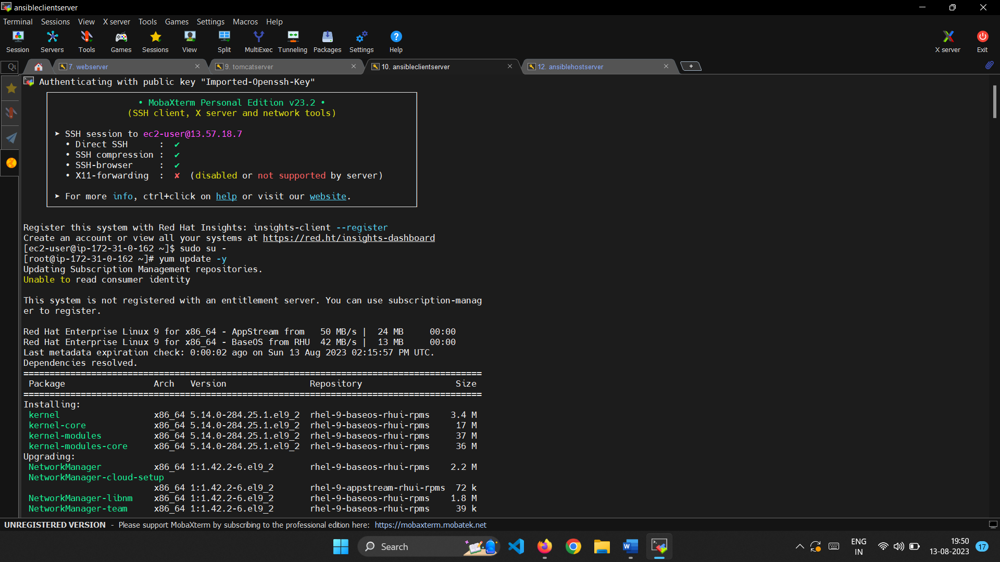 ansibleclientserver
Terminal Sessions View X server Tools Games Settings Macros Help
Session Servers Tools Games Sessions View Split MultiExec Tunneling Packages Settings Help X server Exit
7. webserver 9. tomcatserver 10. ansibleclientserver 12. ansiblehostserver
Authenticating with public key "Imported-Openssh-Key"
• MobaXterm Personal Edition v23.2 •
(SSH client, X server and network tools)
➤ SSH session to ec2-user@13.57.18.7
• Direct SSH : ✔
• SSH compression : ✔
• SSH-browser : ✔
• X11-forwarding : ✘ (disabled or not supported by server)
➤ For more info, ctrl+click on help or visit our website.
Register this system with Red Hat Insights: insights-client --register
Create an account or view all your systems at https://red.ht/insights-dashboard
[ec2-user@ip-172-31-0-162 ~]$ sudo su -
[root@ip-172-31-0-162 ~]# yum update -y
Updating Subscription Management repositories.
Unable to read consumer identity
This system is not registered with an entitlement server. You can use subscription-manag
er to register.
Red Hat Enterprise Linux 9 for x86_64 - AppStream from 50 MB/s | 24 MB 00:00
Red Hat Enterprise Linux 9 for x86_64 - BaseOS from RHU 42 MB/s | 13 MB 00:00
Last metadata expiration check: 0:00:02 ago on Sun 13 Aug 2023 02:15:57 PM UTC.
Dependencies resolved.
========================================================================================
Package Arch Version Repository Size
========================================================================================
Installing:
kernel x86_64 5.14.0-284.25.1.el9_2 rhel-9-baseos-rhui-rpms 3.4 M
kernel-core x86_64 5.14.0-284.25.1.el9_2 rhel-9-baseos-rhui-rpms 17 M
kernel-modules x86_64 5.14.0-284.25.1.el9_2 rhel-9-baseos-rhui-rpms 37 M
kernel-modules-core x86_64 5.14.0-284.25.1.el9_2 rhel-9-baseos-rhui-rpms 36 M
Upgrading:
NetworkManager x86_64 1:1.42.2-6.el9_2 rhel-9-baseos-rhui-rpms 2.2 M
NetworkManager-cloud-setup
x86_64 1:1.42.2-6.el9_2 rhel-9-appstream-rhui-rpms 72 k
NetworkManager-libnm x86_64 1:1.42.2-6.el9_2 rhel-9-baseos-rhui-rpms 1.8 M
NetworkManager-team x86_64 1:1.42.2-6.el9_2 rhel-9-baseos-rhui-rpms 39 k
UNREGISTERED VERSION - Please support MobaXterm by subscribing to the professional edition here: https://mobaxterm.mobatek.net
Search
ENG
IN
19:50
13-08-2023
17